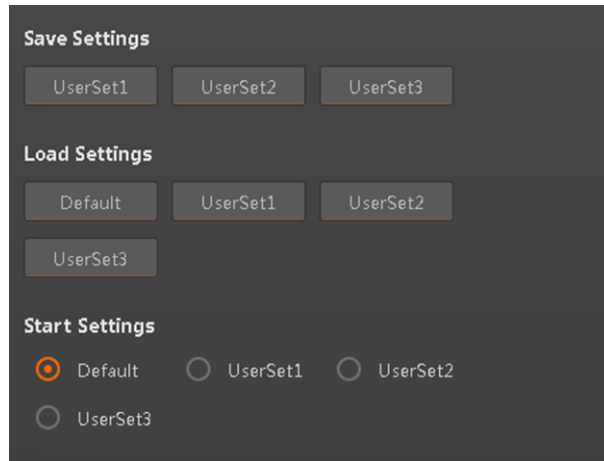 Save Settings
UserSet1 UserSet2 UserSet3
Load Settings
Default UserSet1 UserSet2
UserSet3
Start Settings
Default UserSet1 UserSet2
UserSet3